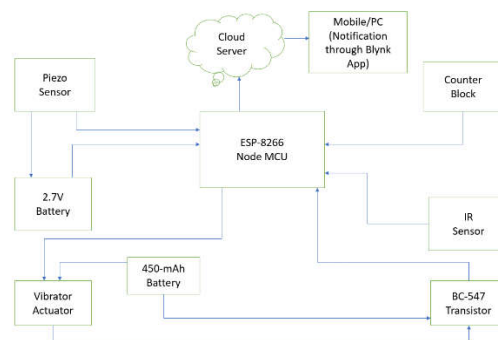 Cloud
Server
Mobile/PC
(Notification
through Blynk
App)
Piezo
Sensor
Counter
Block
ESP-8266
Node MCU
2.7V
Battery
IR
Sensor
450-mAh
Battery
Vibrator
Actuator
BC-547
Transistor